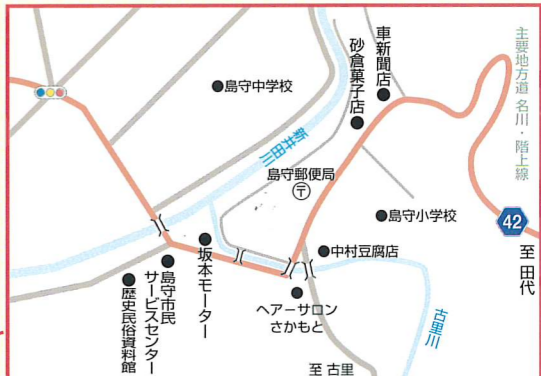 主要地方道 名川・階上線
車新聞店
砂倉菓子店
島守中学校
新井田川
島守郵便局
〒
島守小学校
42
至 田代
中村豆腐店
坂本モーター
島守市民
サービスセンター
歴史民俗資料館
ヘアーサロン
さかもと
古里川
至 古里